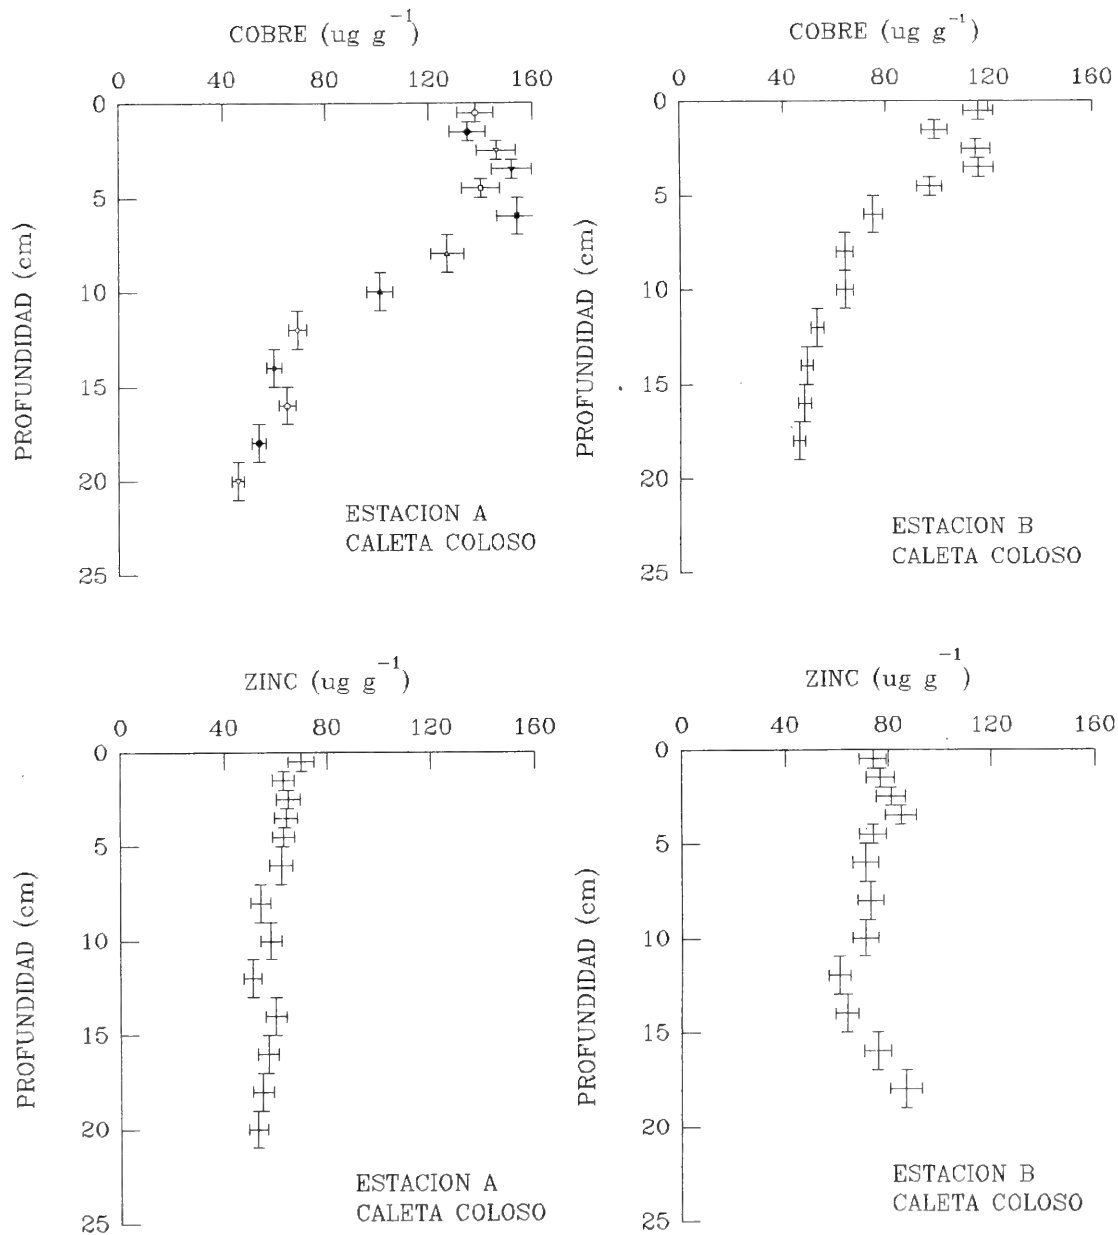 COBRE (ug g⁻¹)
0 40 80 120 160
0
5
10
15
20
25
PROFUNDIDAD (cm)
ESTACION A
CALETA COLOSO
COBRE (ug g⁻¹)
0 40 80 120 160
0
5
10
15
20
25
PROFUNDIDAD (cm)
ESTACION B
CALETA COLOSO
ZINC (ug g⁻¹)
0 40 80 120 160
0
5
10
15
20
25
PROFUNDIDAD (cm)
ESTACION A
CALETA COLOSO
ZINC (ug g⁻¹)
0 40 80 120 160
0
5
10
15
20
25
PROFUNDIDAD (cm)
ESTACION B
CALETA COLOSO